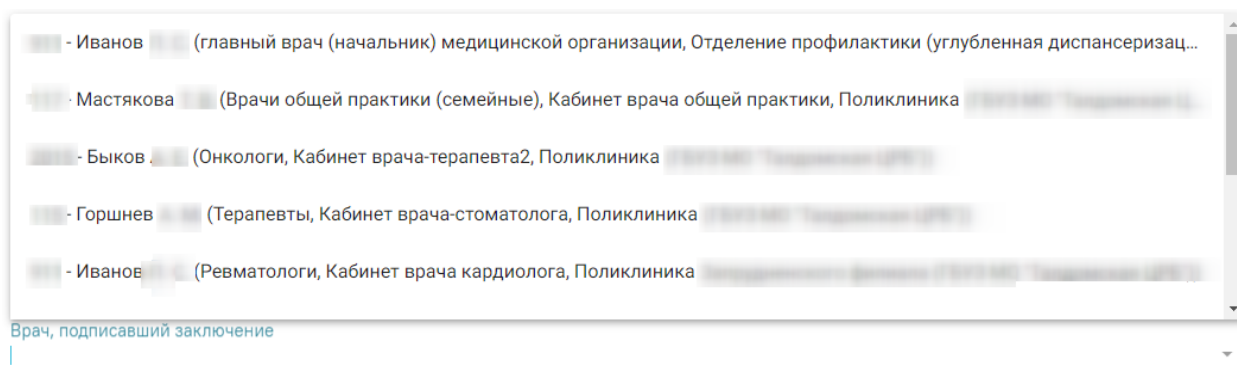 - Иванов (главный врач (начальник) медицинской организации, Отделение профилактики (углубленная диспансеризац...
- Мастякова (Врачи общей практики (семейные), Кабинет врача общей практики, Поликлиника
- Быков (Онкологи, Кабинет врача-терапевта2, Поликлиника
- Горшнев (Терапевты, Кабинет врача-стоматолога, Поликлиника
- Иванов (Ревматологи, Кабинет врача кардиолога, Поликлиника
Врач, подписавший заключение